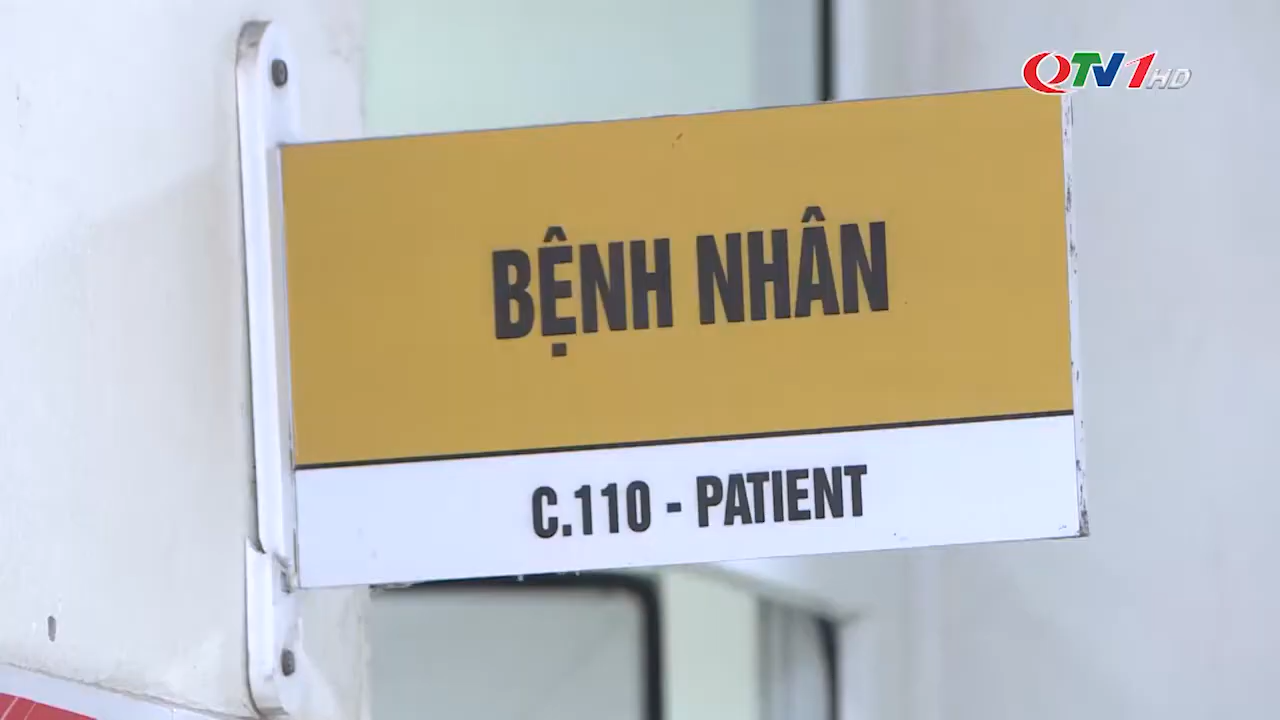 QTV1HD
BỆNH NHÂN
C.110 - PATIENT